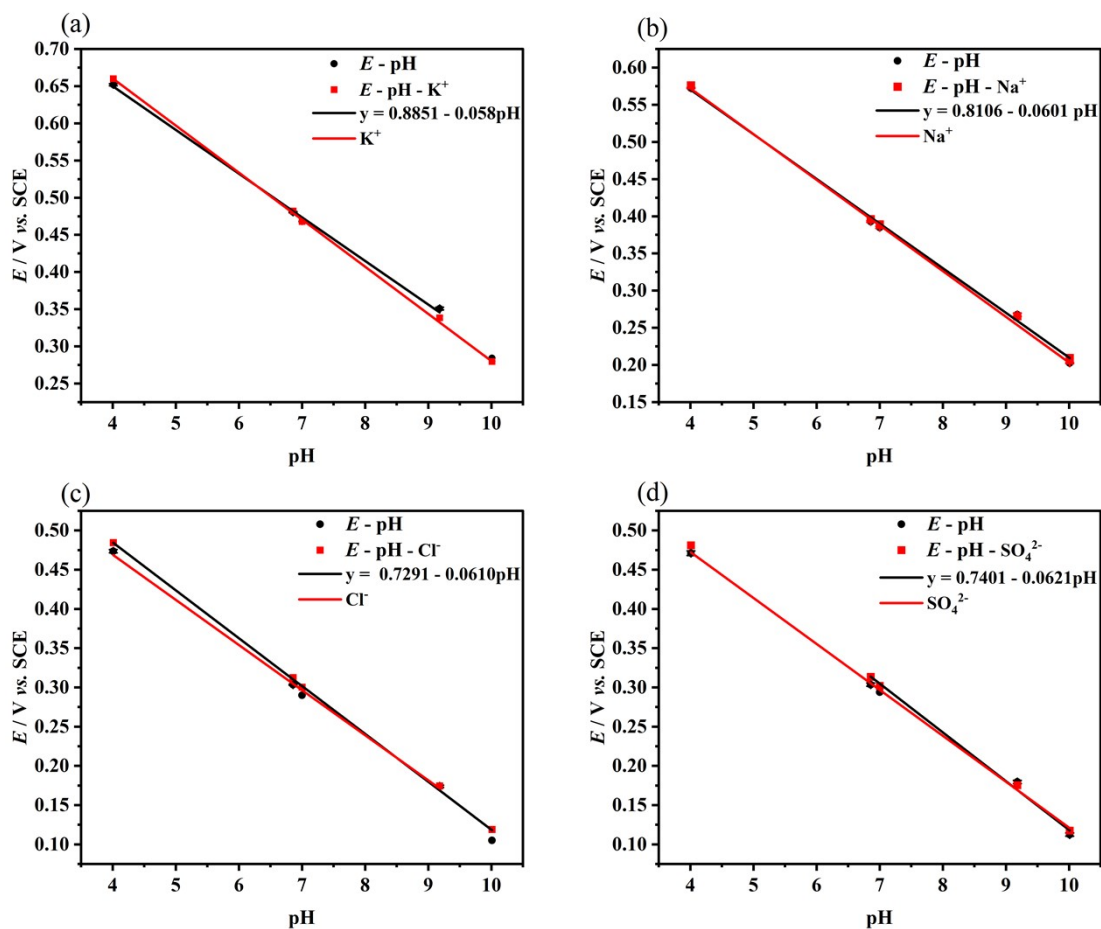 (a)
E - pH
E - pH - K⁺
y = 0.8851 - 0.058pH
K⁺
0.70
0.65
0.60
0.55
0.50
0.45
0.40
0.35
0.30
0.25
E / V vs. SCE
4 5 6 7 8 9 10
pH
(b)
E - pH
E - pH - Na⁺
y = 0.8106 - 0.0601 pH
Na⁺
0.60
0.55
0.50
0.45
0.40
0.35
0.30
0.25
0.20
0.15
E / V vs. SCE
4 5 6 7 8 9 10
pH
(c)
E - pH
E - pH - Cl⁻
y = 0.7291 - 0.0610pH
Cl⁻
0.50
0.45
0.40
0.35
0.30
0.25
0.20
0.15
0.10
E / V vs. SCE
4 5 6 7 8 9 10
pH
(d)
E - pH
E - pH - SO₄²⁻
y = 0.7401 - 0.0621pH
SO₄²⁻
0.50
0.45
0.40
0.35
0.30
0.25
0.20
0.15
0.10
E / V vs. SCE
4 5 6 7 8 9 10
pH